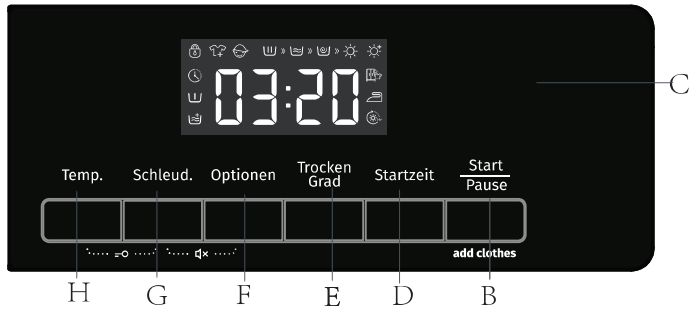 03:20
C
Temp. Schleud. Optionen Trocken Grad Startzeit Start Pause
add clothes
H G F E D B